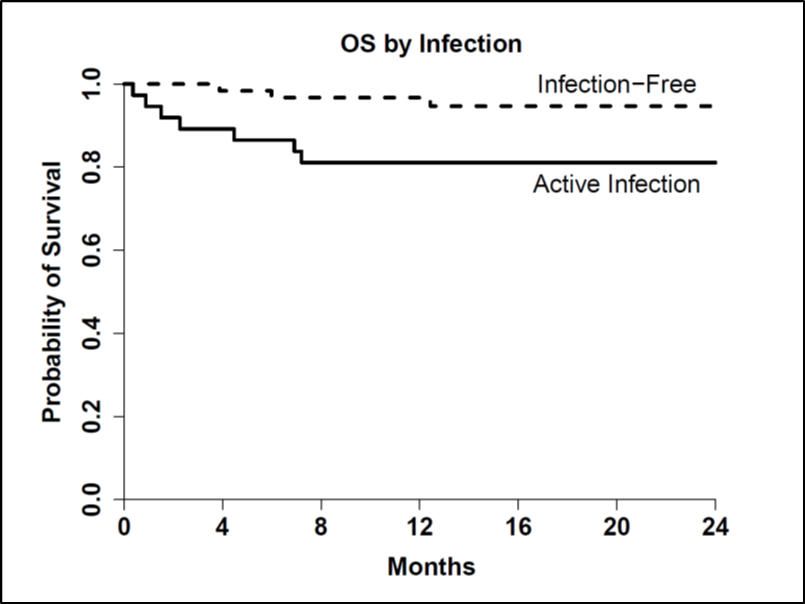 OS by Infection
Infection−Free
Active Infection
Probability of Survival
1.0
0.8
0.6
0.4
0.2
0.0
0 4 8 12 16 20 24
Months